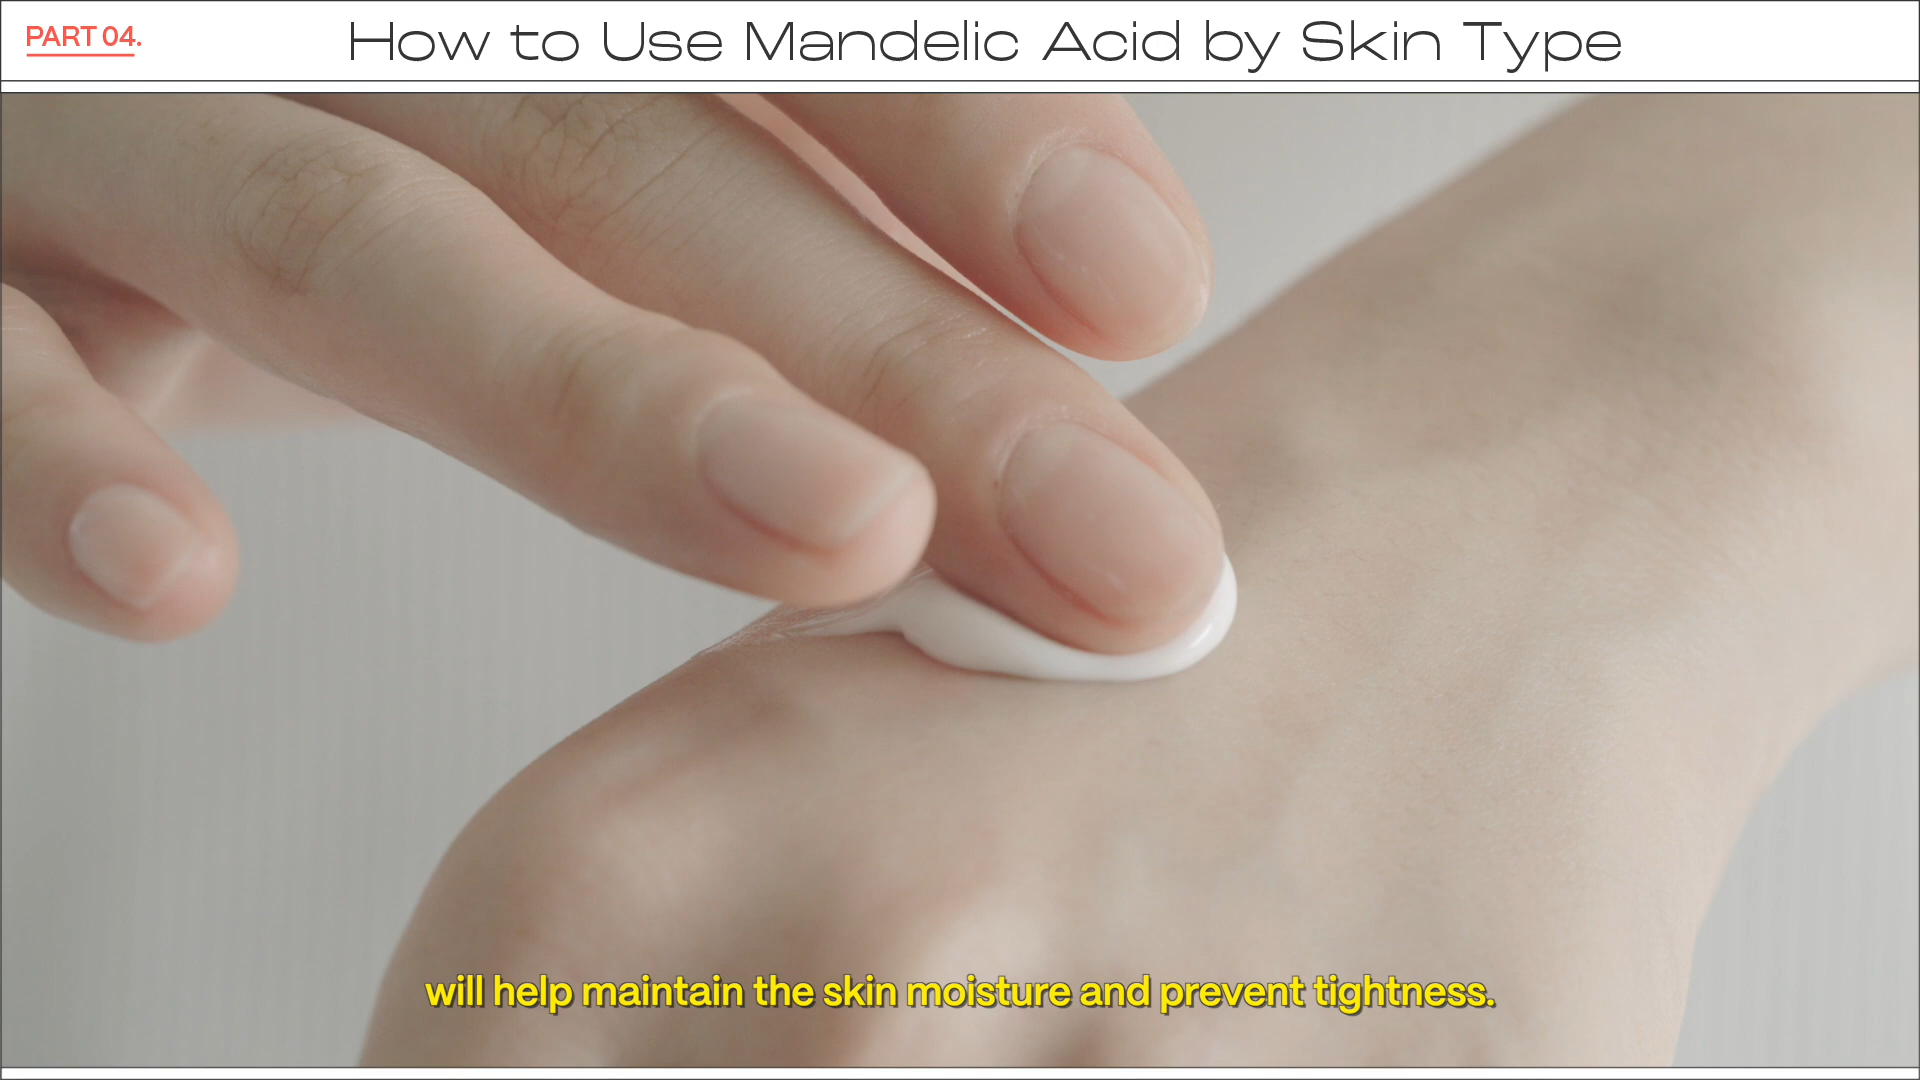 PART 04.
How to Use Mandelic Acid by Skin Type
will help maintain the skin moisture and prevent tightness.